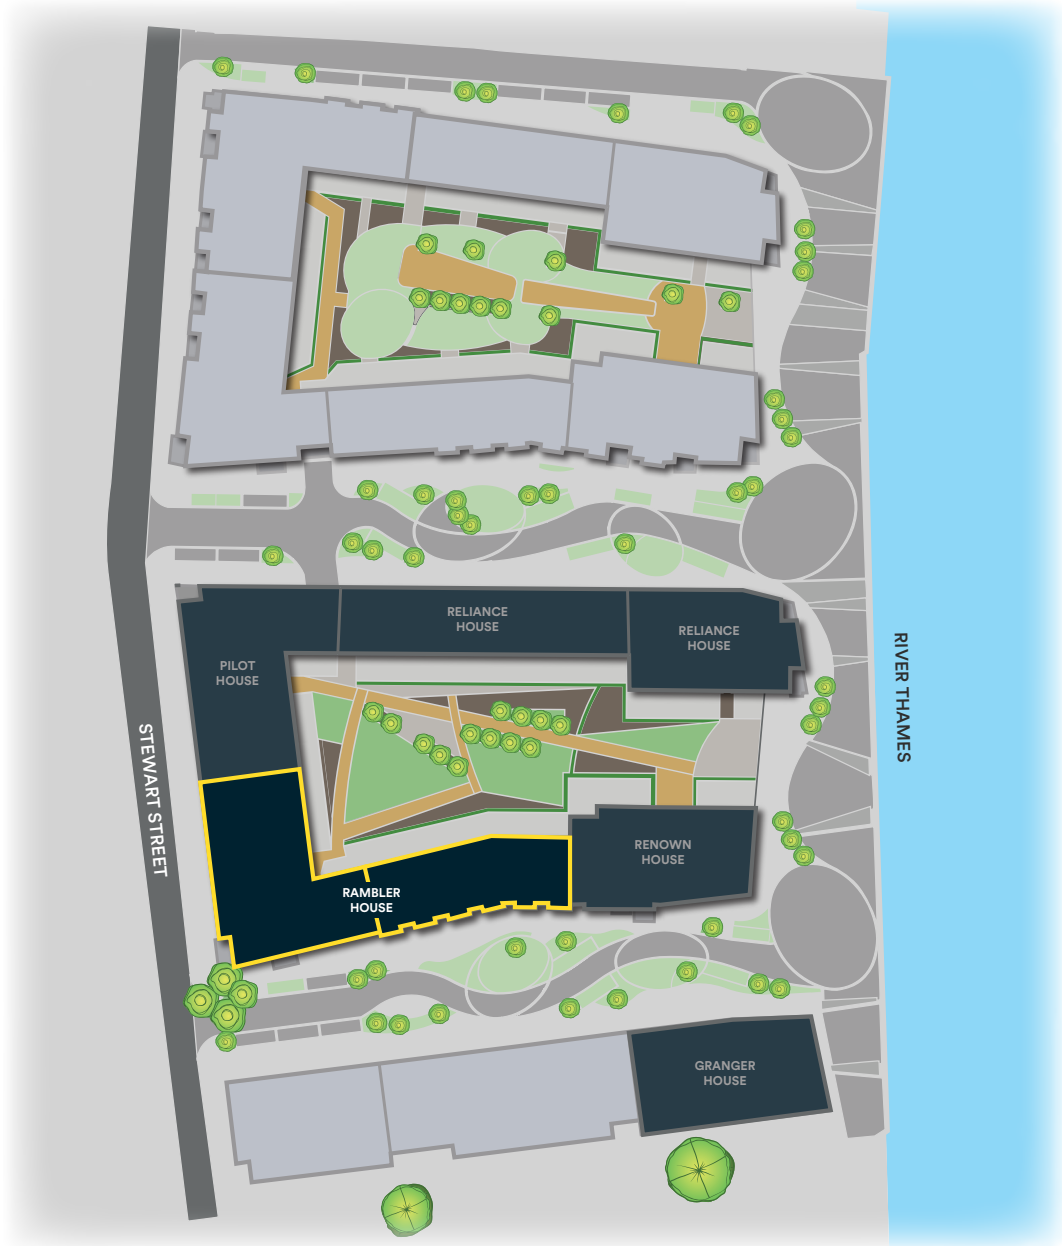 RELIANCE
HOUSE
RELIANCE
HOUSE
PILOT
HOUSE
RIVER THAMES
STEWART STREET
RENOWN
HOUSE
RAMBLER
HOUSE
GRANGER
HOUSE